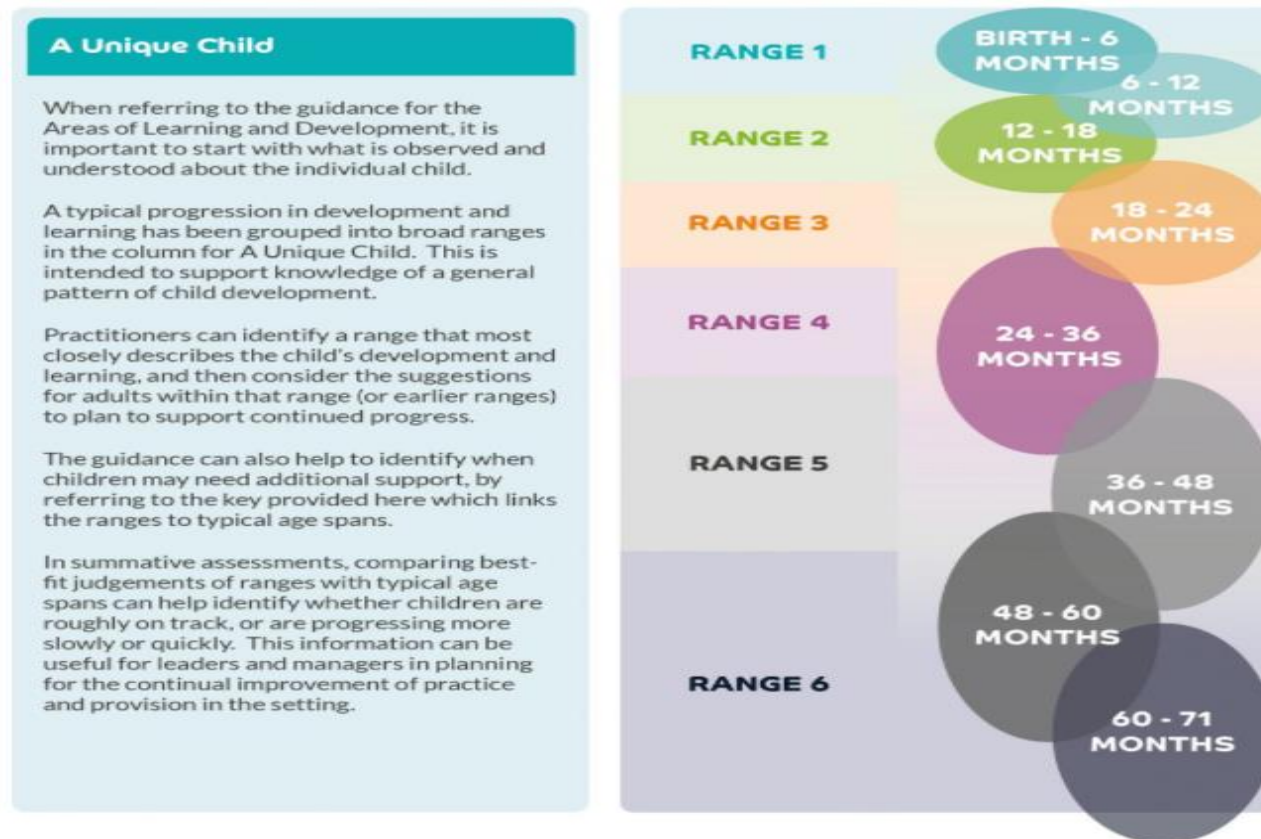 A Unique Child
When referring to the guidance for the
Areas of Learning and Development, it is
important to start with what is observed and
understood about the individual child.
A typical progression in development and
learning has been grouped into broad ranges
in the column for A Unique Child. This is
intended to support knowledge of a general
pattern of child development.
Practitioners can identify a range that most
closely describes the child's development and
learning, and then consider the suggestions
for adults within that range (or earlier ranges)
to plan to support continued progress.
The guidance can also help to identify when
children may need additional support, by
referring to the key provided here which links
the ranges to typical age spans.
In summative assessments, comparing best-
fit judgements of ranges with typical age
spans can help identify whether children are
roughly on track, or are progressing more
slowly or quickly. This information can be
useful for leaders and managers in planning
for the continual improvement of practice
and provision in the setting.
RANGE 1
BIRTH - 6
MONTHS
6 - 12
MONTHS
RANGE 2
12 - 18
MONTHS
RANGE 3
18 - 24
MONTHS
RANGE 4
24 - 36
MONTHS
RANGE 5
36 - 48
MONTHS
48 - 60
MONTHS
RANGE 6
60 - 71
MONTHS